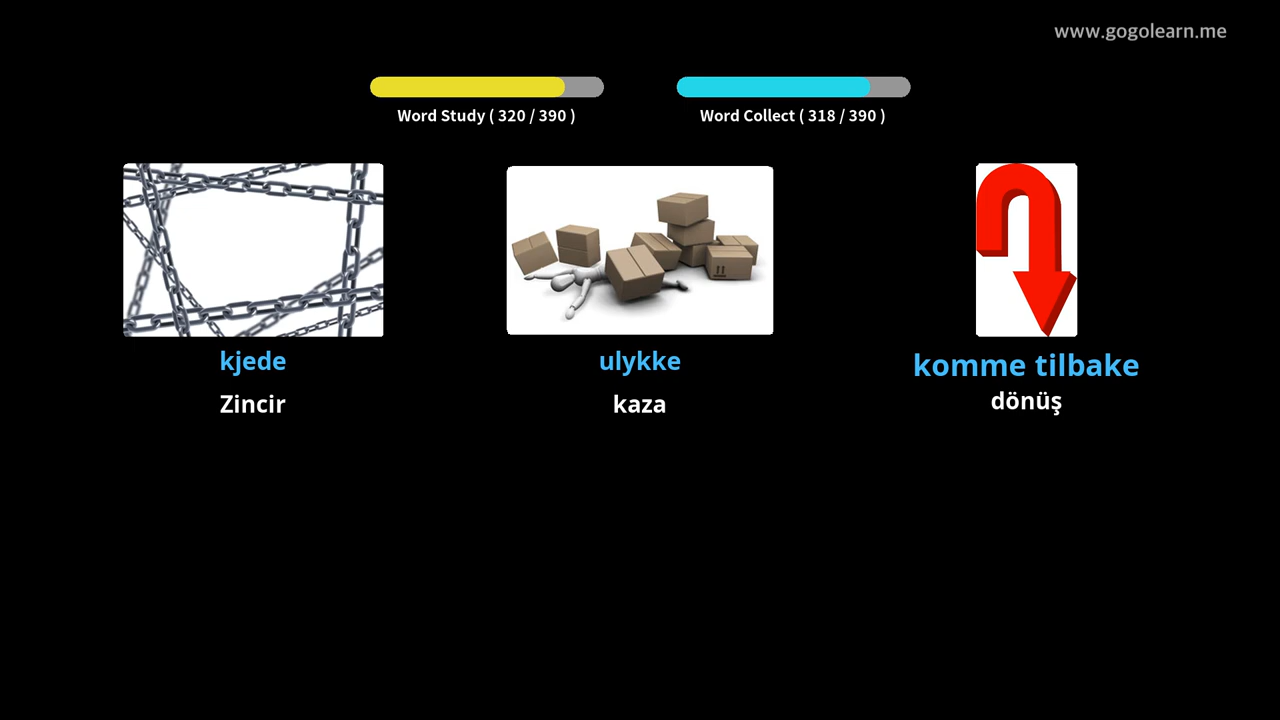 www.gogolearn.me
Word Study ( 320 / 390 )
Word Collect ( 318 / 390 )
kjede
ulykke
komme tilbake
Zincir
kaza
dönüş